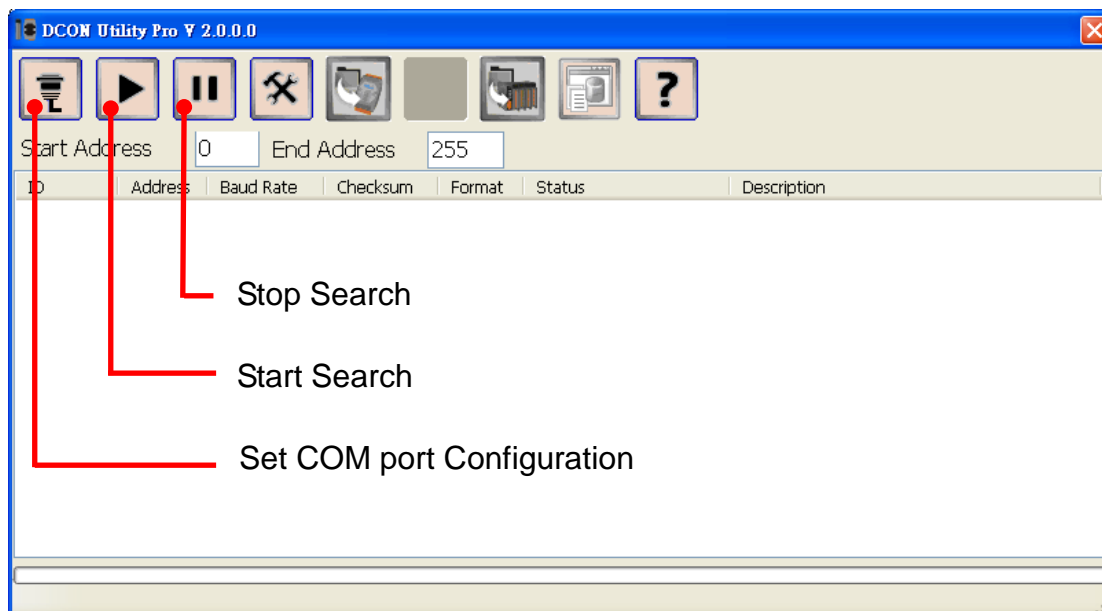 DCON Utility Pro V 2.0.0.0
?
Start Address 0 End Address 255
ID Address Baud Rate Checksum Format Status Description
Stop Search
Start Search
Set COM port Configuration